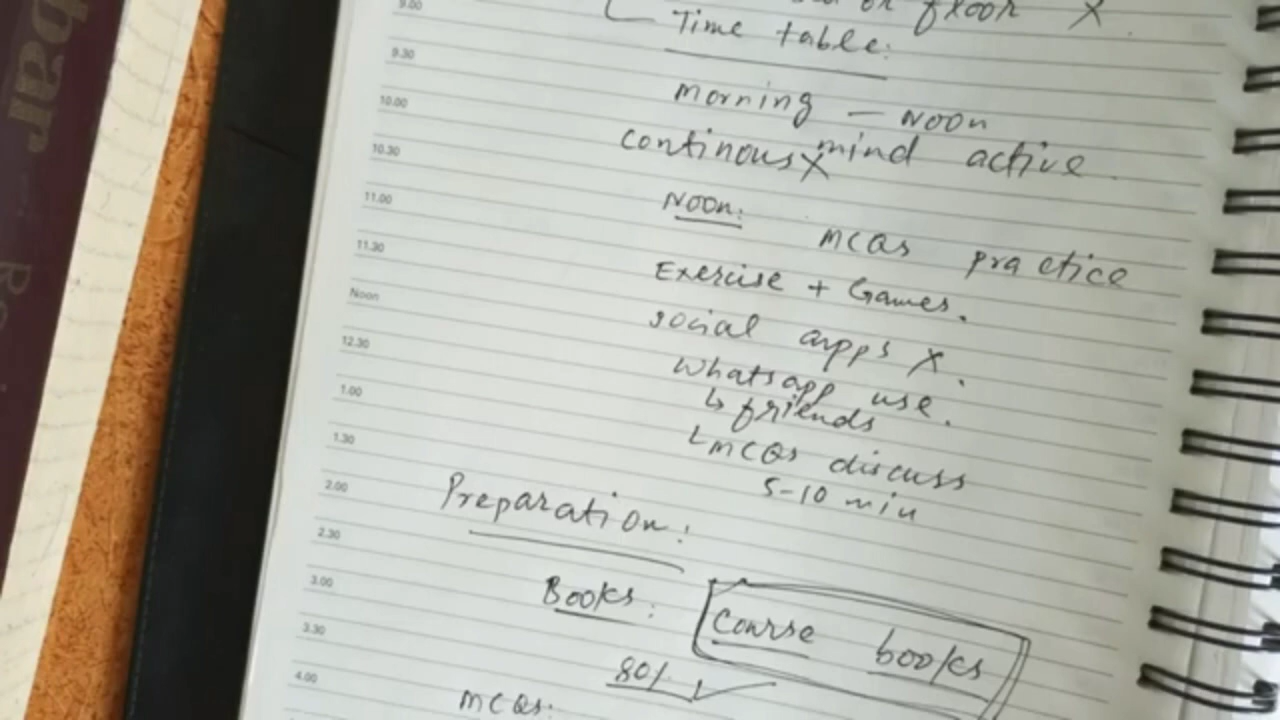 9.00
or floor X
Time table:
9.30
morning - Noon
10.00
continous X mind active.
10.30
Noon:
11.00
MCQs practice
11.30
Exercise + Games.
Noon
social apps X.
12.30
Whatsapp use.
1.00
↳ friends
1.30
└ MCQs discuss
2.00
5-10 min
Preparation:
2.30
3.00
Books: Course books
3.30
80% ✓
4.00
MCQs:
bar